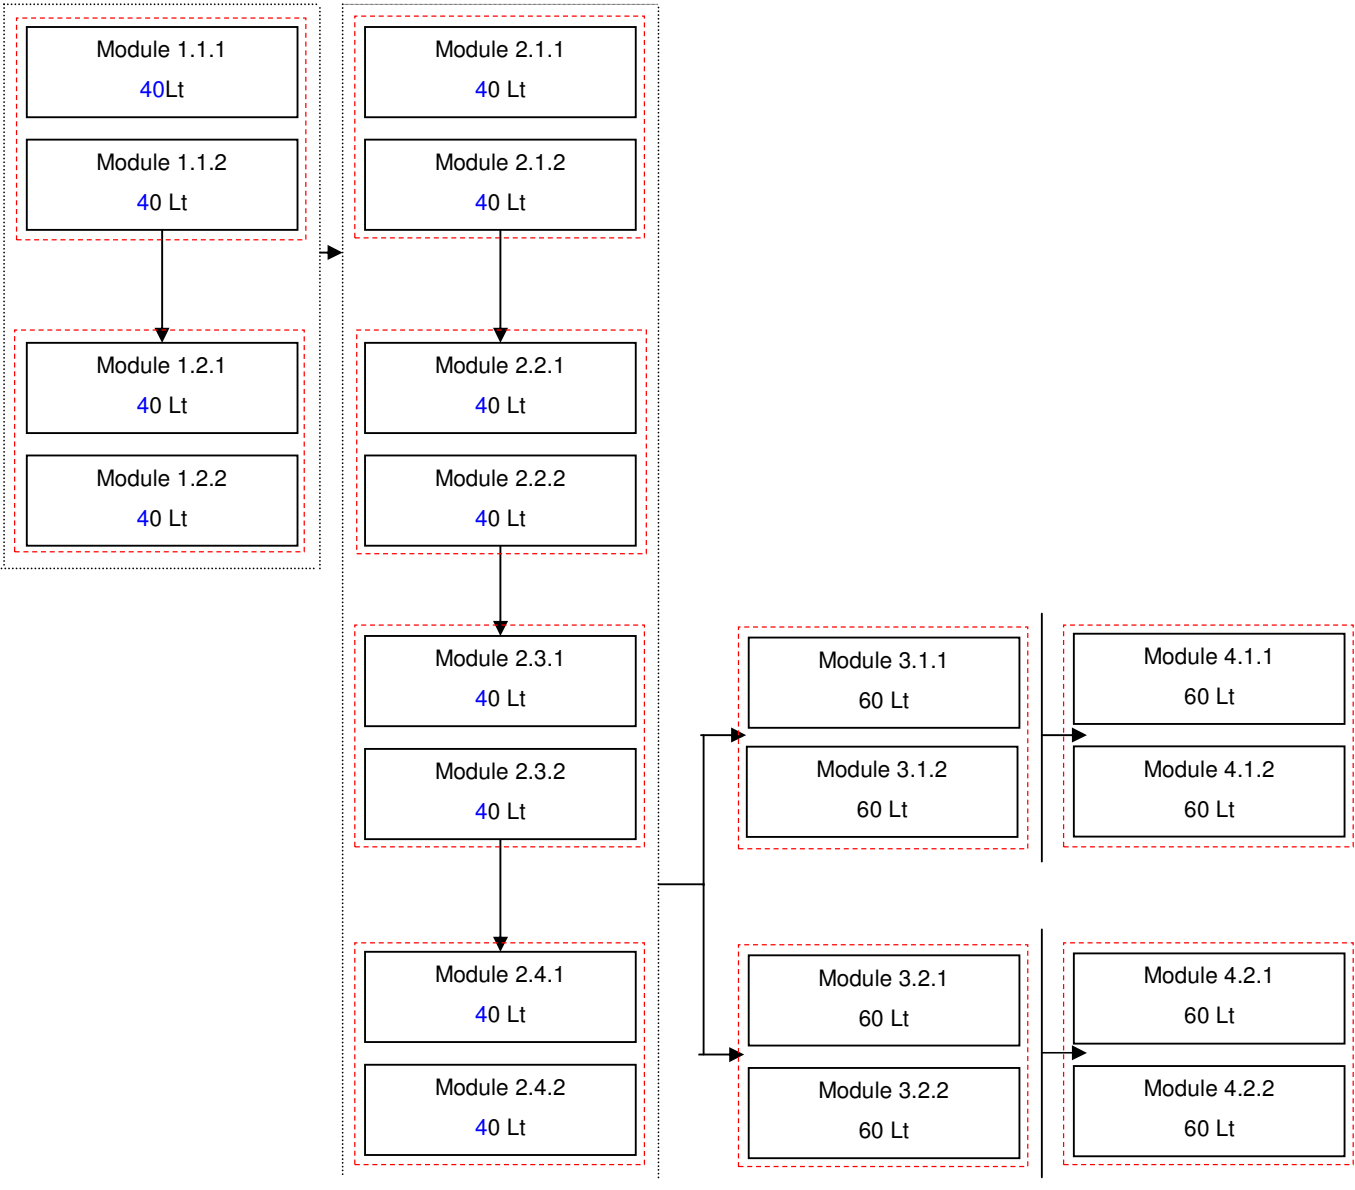 Module 1.1.1
40Lt
Module 1.1.2
40 Lt
Module 1.2.1
40 Lt
Module 1.2.2
40 Lt
Module 2.1.1
40 Lt
Module 2.1.2
40 Lt
Module 2.2.1
40 Lt
Module 2.2.2
40 Lt
Module 2.3.1
40 Lt
Module 2.3.2
40 Lt
Module 2.4.1
40 Lt
Module 2.4.2
40 Lt
Module 3.1.1
60 Lt
Module 3.1.2
60 Lt
Module 3.2.1
60 Lt
Module 3.2.2
60 Lt
Module 4.1.1
60 Lt
Module 4.1.2
60 Lt
Module 4.2.1
60 Lt
Module 4.2.2
60 Lt